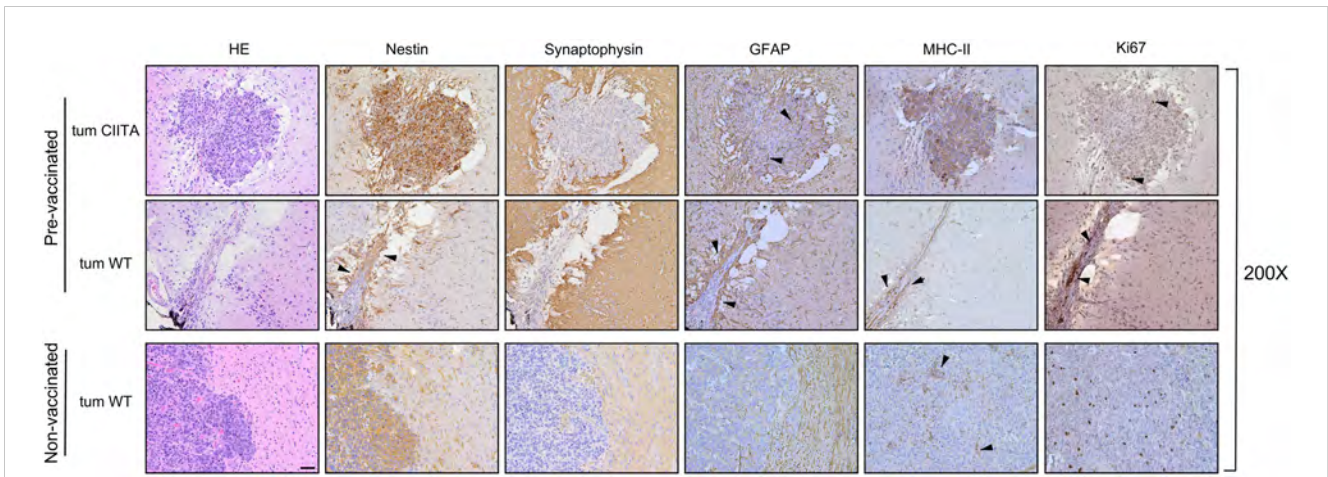 HE Nestin Synaptophysin GFAP MHC-II Ki67
Pre-vaccinated
tum CIITA
tum WT
Non-vaccinated
tum WT
200X